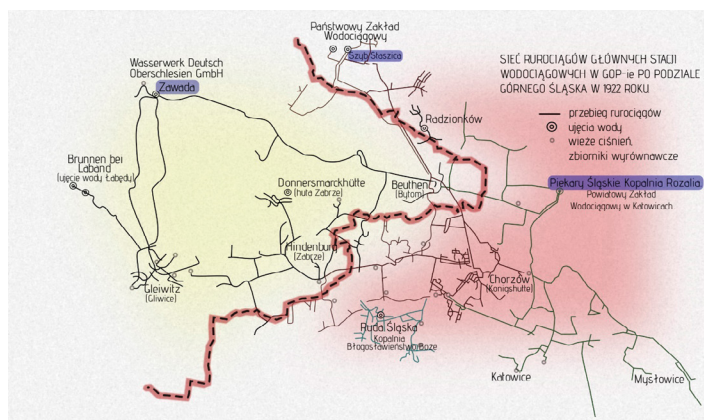 Państwowy Zakład
Wodociągowy
Szyb Staszica
Wasserwerk Deutsch
Oberschlesien GmbH
Zawada
SIEĆ RUROCIĄGÓW GŁÓWNYCH STACJI
WODOCIĄGOWYCH W GOP-ie PO PODZIALE
GÓRNEGO ŚLĄSKA W 1922 ROKU
przebieg rurociągów
ujęcia wody
wieże ciśnień,
zbiorniki wyrównawcze
Radzionków
Brunnen bei
Laband
(ujęcie wody Łabędy)
Donnersmarckhütte
(huta Zabrze)
Beuthen
(Bytom)
Piekary Śląskie Kopalnia Rozalia
Powiatowy Zakład
Wodociągowy w Katowicach
Hindenburg
(Zabrze)
Gleiwitz
(Gliwice)
Chorzów
(Königshütte)
Ruda Śląska
Kopalnia
Błogosławieństwo Boże
Katowice
Mysłowice